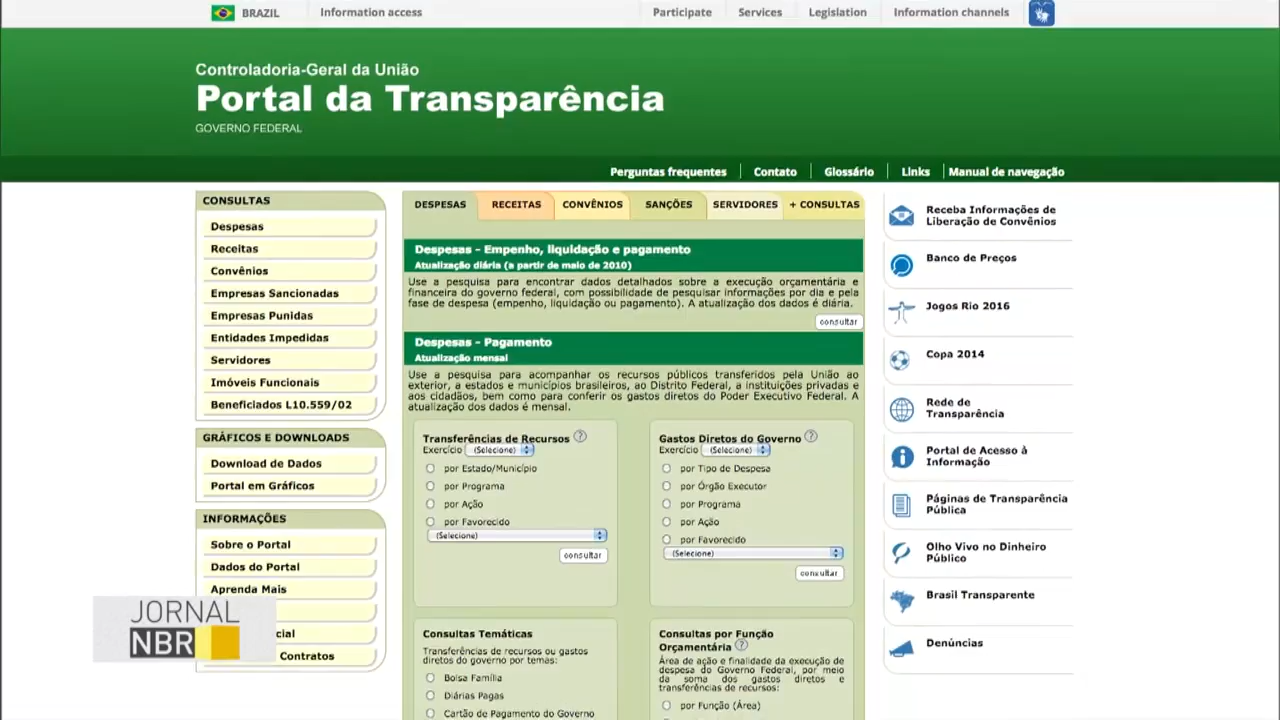 BRAZIL
Information access
Participate
Services
Legislation
Information channels
Controladoria-Geral da União
Portal da Transparência
GOVERNO FEDERAL
Perguntas frequentes
Contato
Glossário
Links
Manual de navegação
CONSULTAS
Despesas
Receitas
Convênios
Empresas Sancionadas
Empresas Punidas
Entidades Impedidas
Servidores
Imóveis Funcionais
Beneficiados L10.559/02
GRÁFICOS E DOWNLOADS
Download de Dados
Portal em Gráficos
INFORMAÇÕES
Sobre o Portal
Dados do Portal
Aprenda Mais
cial
Contratos
JORNAL
NBR
DESPESAS
RECEITAS
CONVÊNIOS
SANÇÕES
SERVIDORES
+ CONSULTAS
Despesas - Empenho, liquidação e pagamento
Atualização diária (a partir de maio de 2010)
Use a pesquisa para encontrar dados detalhados sobre a execução orçamentária e
financeira do governo federal, com possibilidade de pesquisar informações por dia e pela
fase de despesa (empenho, liquidação ou pagamento). A atualização dos dados é diária.
consultar
Despesas - Pagamento
Atualização mensal
Use a pesquisa para acompanhar os recursos públicos transferidos pela União ao
exterior, a estados e municípios brasileiros, ao Distrito Federal, a instituições privadas e
aos cidadãos, bem como para conferir os gastos diretos do Poder Executivo Federal. A
atualização dos dados é mensal.
Transferências de Recursos ?
Exercício (Selecione)
por Estado/Município
por Programa
por Ação
por Favorecido
(Selecione)
consultar
Gastos Diretos do Governo ?
Exercício (Selecione)
por Tipo de Despesa
por Órgão Executor
por Programa
por Ação
por Favorecido
(Selecione)
consultar
Consultas Temáticas
Transferências de recursos ou gastos
diretos do governo por temas:
Bolsa Família
Diárias Pagas
Cartão de Pagamento do Governo
Consultas por Função
Orçamentária ?
Área de ação e finalidade da execução de
despesa do Governo Federal, por meio
da soma dos gastos diretos e
transferências de recursos:
por Função (Área)
Receba Informações de
Liberação de Convênios
Banco de Preços
Jogos Rio 2016
Copa 2014
Rede de
Transparência
Portal de Acesso à
Informação
Páginas de Transparência
Pública
Olho Vivo no Dinheiro
Público
Brasil Transparente
Denúncias